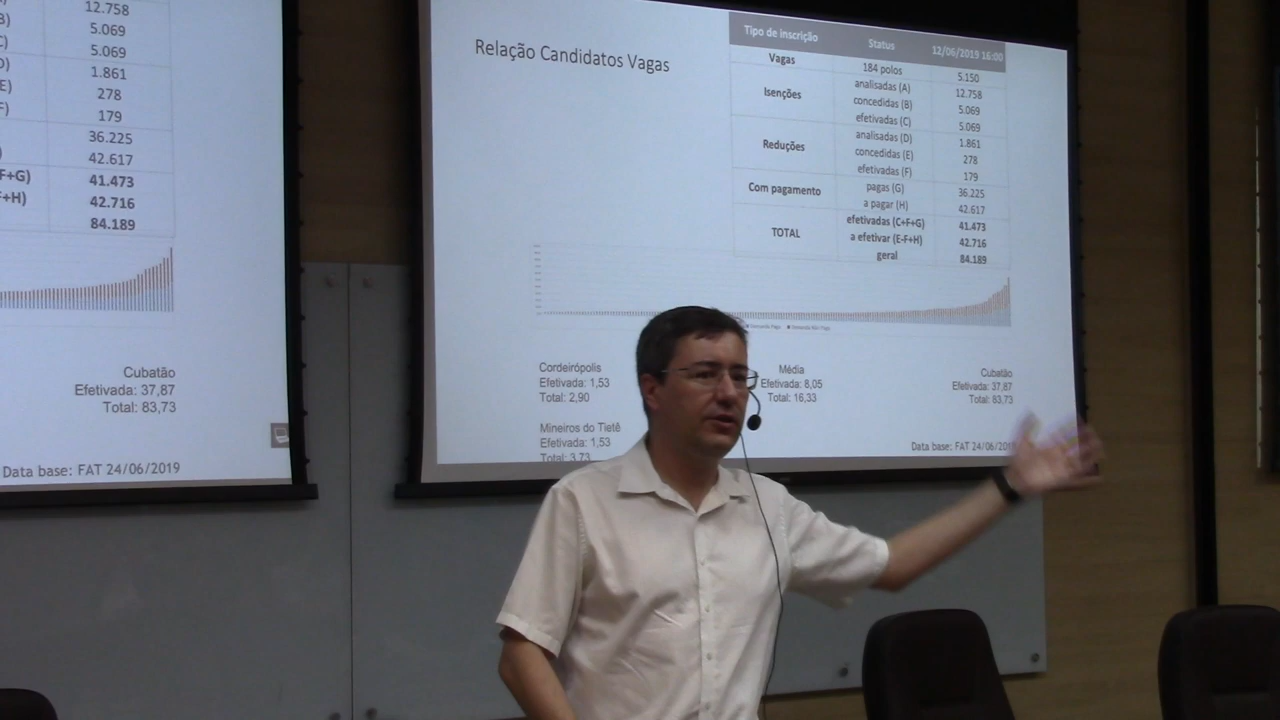 12.758
B) 5.069
C) 5.069
D) 1.861
E) 278
F) 179
36.225
) 42.617
F+G) 41.473
F+H) 42.716
84.189
Cubatão
Efetivada: 37,87
Total: 83,73
Data base: FAT 24/06/2019
Relação Candidatos Vagas
Tipo de inscrição Status 12/06/2019 16:00
Vagas 184 polos 5.150
Isenções analisadas (A) 12.758
concedidas (B) 5.069
efetivadas (C) 5.069
Reduções analisadas (D) 1.861
concedidas (E) 278
efetivadas (F) 179
Com pagamento pagas (G) 36.225
a pagar (H) 42.617
TOTAL efetivadas (C+F+G) 41.473
a efetivar (E-F+H) 42.716
geral 84.189
Cordeirópolis
Efetivada: 1,53
Total: 2,90
Mineiros do Tietê
Efetivada: 1,53
Total: 3,73
Média
Efetivada: 8,05
Total: 16,33
Cubatão
Efetivada: 37,87
Total: 83,73
Data base: FAT 24/06/2019